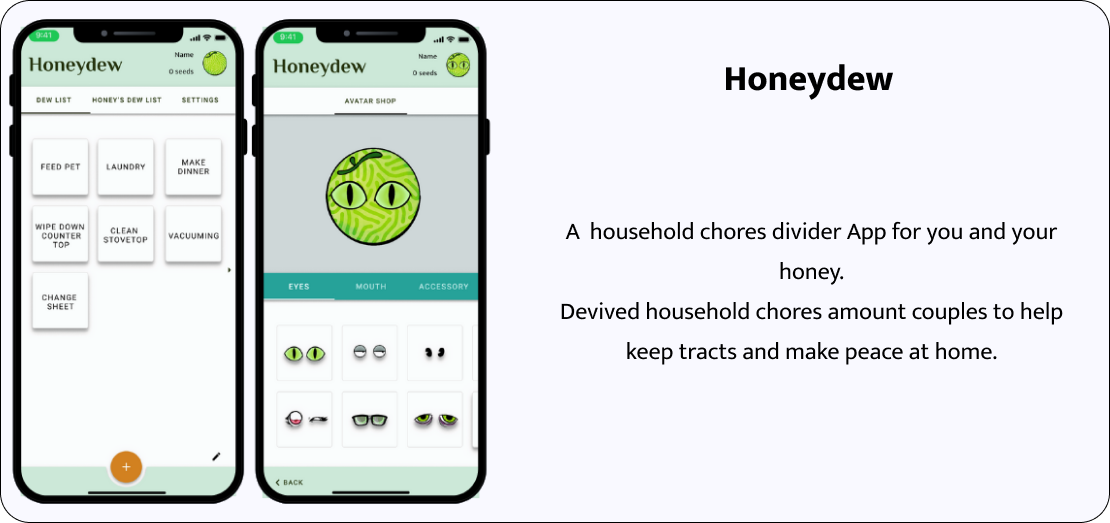 9:41
Honeydew
Name
0 seeds
DEW LIST
HONEY'S DEW LIST
SETTINGS
FEED PET
LAUNDRY
MAKE
DINNER
WIPE DOWN
COUNTER
TOP
CLEAN
STOVETOP
VACUUMING
CHANGE
SHEET
+
9:41
Honeydew
Name
0 seeds
AVATAR SHOP
EYES
MOUTH
ACCESSORY
BACK
Honeydew
A household chores divider App for you and your
honey.
Devived household chores amount couples to help
keep tracts and make peace at home.